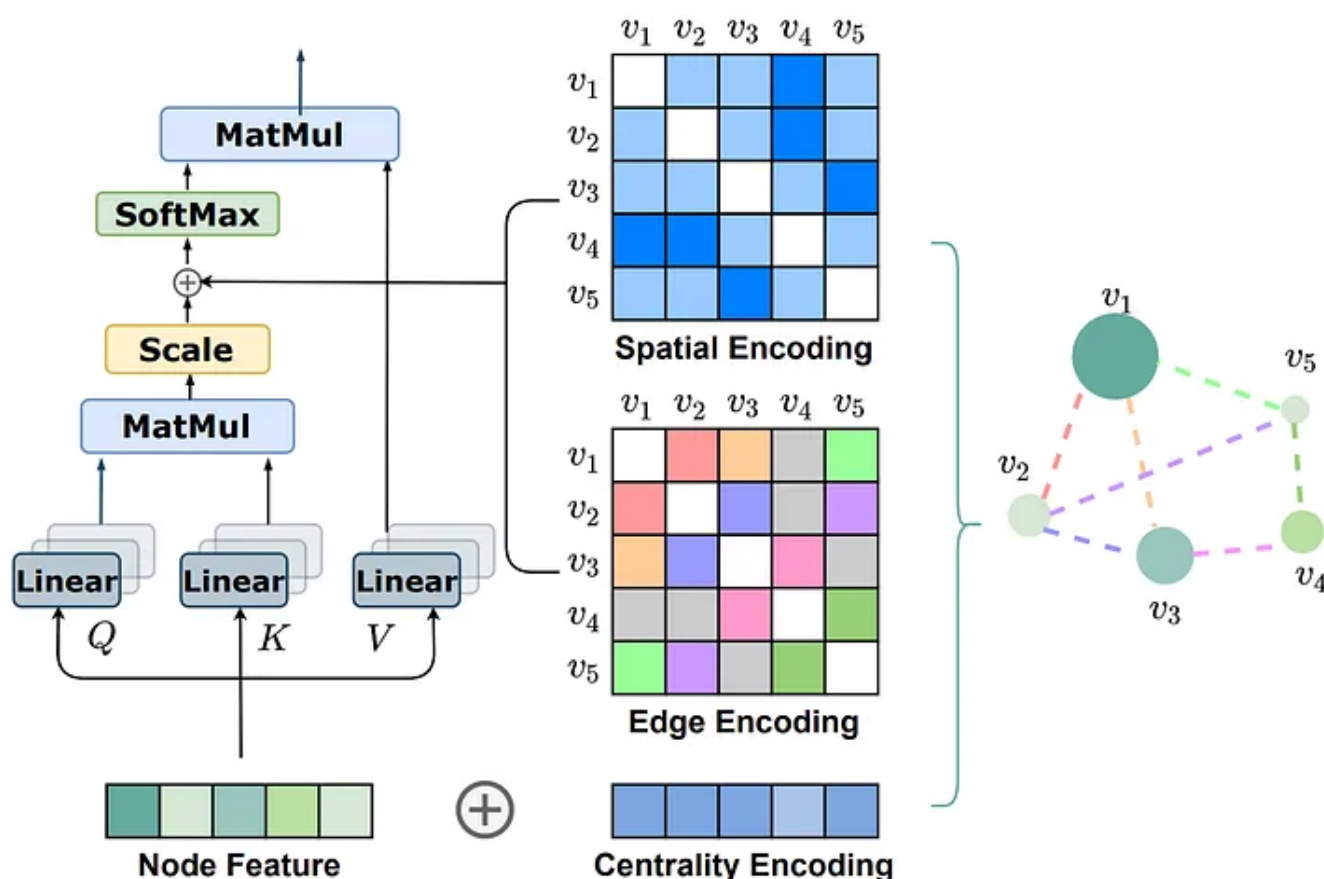 MatMul
SoftMax
+
Scale
MatMul
Linear Linear Linear
Q K V
Node Feature
+
v₁ v₂ v₃ v₄ v₅
v₁
v₂
v₃
v₄
v₅
Spatial Encoding
v₁ v₂ v₃ v₄ v₅
v₁
v₂
v₃
v₄
v₅
Edge Encoding
Centrality Encoding
v₁
v₅
v₂
v₄
v₃